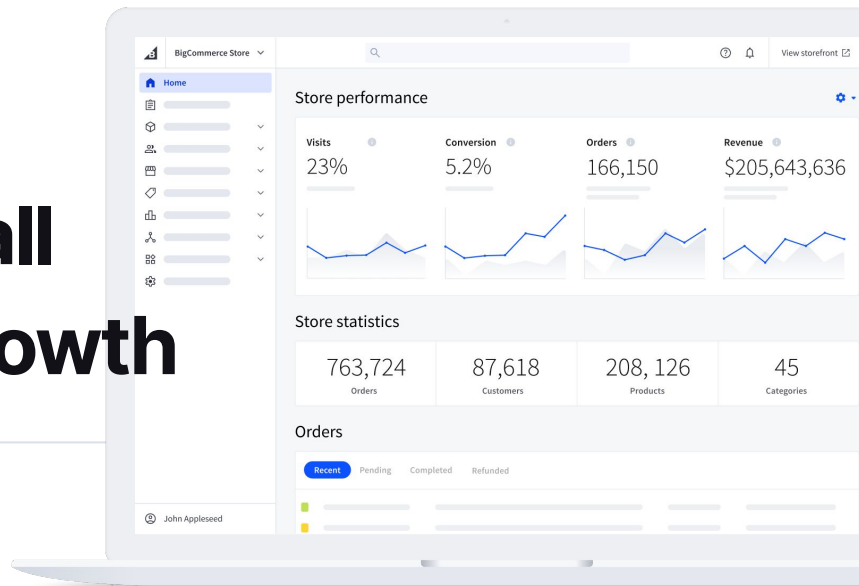 all
owth
BigCommerce Store
View storefront
Home
Store performance
Visits
Conversion
Orders
Revenue
23%
5.2%
166,150
$205,643,636
Store statistics
763,724
87,618
208, 126
45
Orders
Customers
Products
Categories
Orders
Recent
Pending
Completed
Refunded
John Appleseed